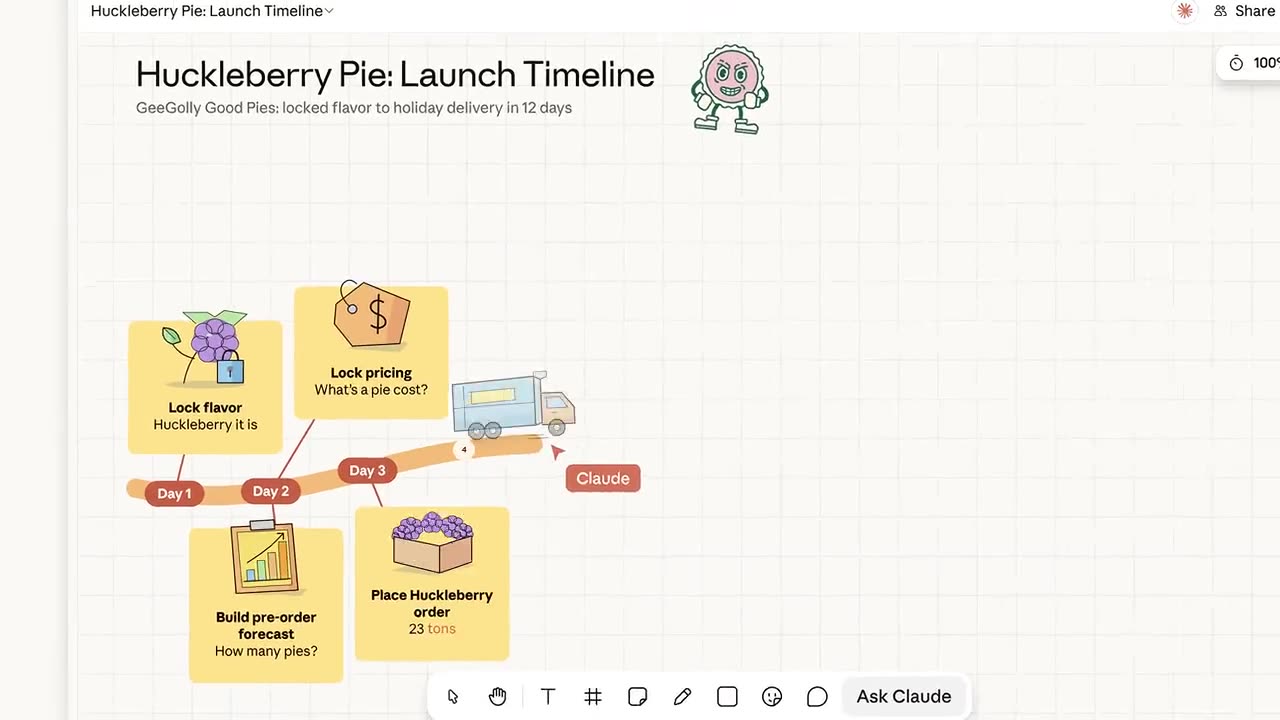 Huckleberry Pie: Launch Timeline
Share
Huckleberry Pie: Launch Timeline
GeeGolly Good Pies: locked flavor to holiday delivery in 12 days
100%
$
Lock pricing
What's a pie cost?
Lock flavor
Huckleberry it is
4
Day 3
Claude
Day 1
Day 2
Place Huckleberry
order
23 tons
Build pre-order
forecast
How many pies?
T
Ask Claude